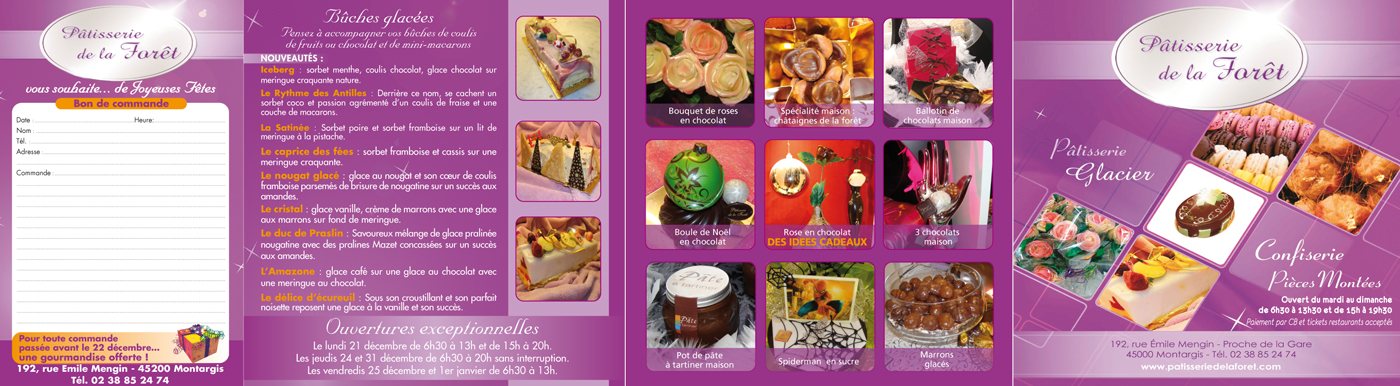 Pâtisserie
de la Forêt
vous souhaite... de Joyeuses Fêtes
Bon de commande
Date : Heure:
Nom :
Tél. :
Adresse :
Commande :
Pour toute commande
passée avant le 22 décembre...
une gourmandise offerte !
192, rue Emile Mengin - 45200 Montargis
Tél. 02 38 85 24 74
Bûches glacées
Pensez à accompagner vos bûches de coulis
de fruits ou chocolat et de mini-macarons
NOUVEAUTÉS :
Iceberg : sorbet menthe, coulis chocolat, glace chocolat sur
meringue craquante nature.
Le Rythme des Antilles : Derrière ce nom, se cachent un
sorbet coco et passion agrémenté d'un coulis de fraise et une
couche de macarons.
La Satinée : Sorbet poire et sorbet framboise sur un lit de
meringue à la pistache.
Le caprice des fées : sorbet framboise et cassis sur une
meringue craquante.
Le nougat glacé : glace au nougat et son cœur de coulis
framboise parsemés de brisure de nougatine sur un succès aux
amandes.
Le cristal : glace vanille, crème de marrons avec une glace
aux marrons sur fond de meringue.
Le duc de Praslin : Savoureux mélange de glace pralinée
nougatine avec des pralines Mazet concassées sur un succès
aux amandes.
L'Amazone : glace café sur une glace au chocolat avec
une meringue au chocolat.
Le délice d'écureuil : Sous son croustillant et son parfait
noisette reposent une glace à la vanille et son succès.
Ouvertures exceptionnelles
Le lundi 21 décembre de 6h30 à 13h et de 15h à 20h.
Les jeudis 24 et 31 décembre de 6h30 à 20h sans interruption.
Les vendredis 25 décembre et 1er janvier de 6h30 à 13h.
Bouquet de roses
en chocolat
Spécialité maison :
châtaignes de la forêt
Ballotin de
chocolats maison
Boule de Noël
en chocolat
Rose en chocolat
DES IDEES CADEAUX
3 chocolats
maison
Pâte
à tartiner
Pâte
Pot de pâte
à tartiner maison
Spiderman en sucre
Marrons
glacés
Pâtisserie
de la Forêt
Pâtisserie
Glacier
Confiserie
Pièces Montées
Ouvert du mardi au dimanche
de 6h30 à 13h30 et de 15h à 19h30
Paiement par CB et tickets restaurants acceptés
192, rue Émile Mengin - Proche de la Gare
45000 Montargis - Tél. 02 38 85 24 74
www.patisseriedelaforet.com